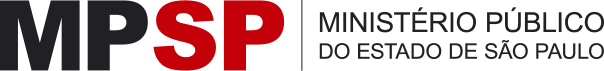 MPSP
MINISTÉRIO PÚBLICO
DO ESTADO DE SÃO PAULO